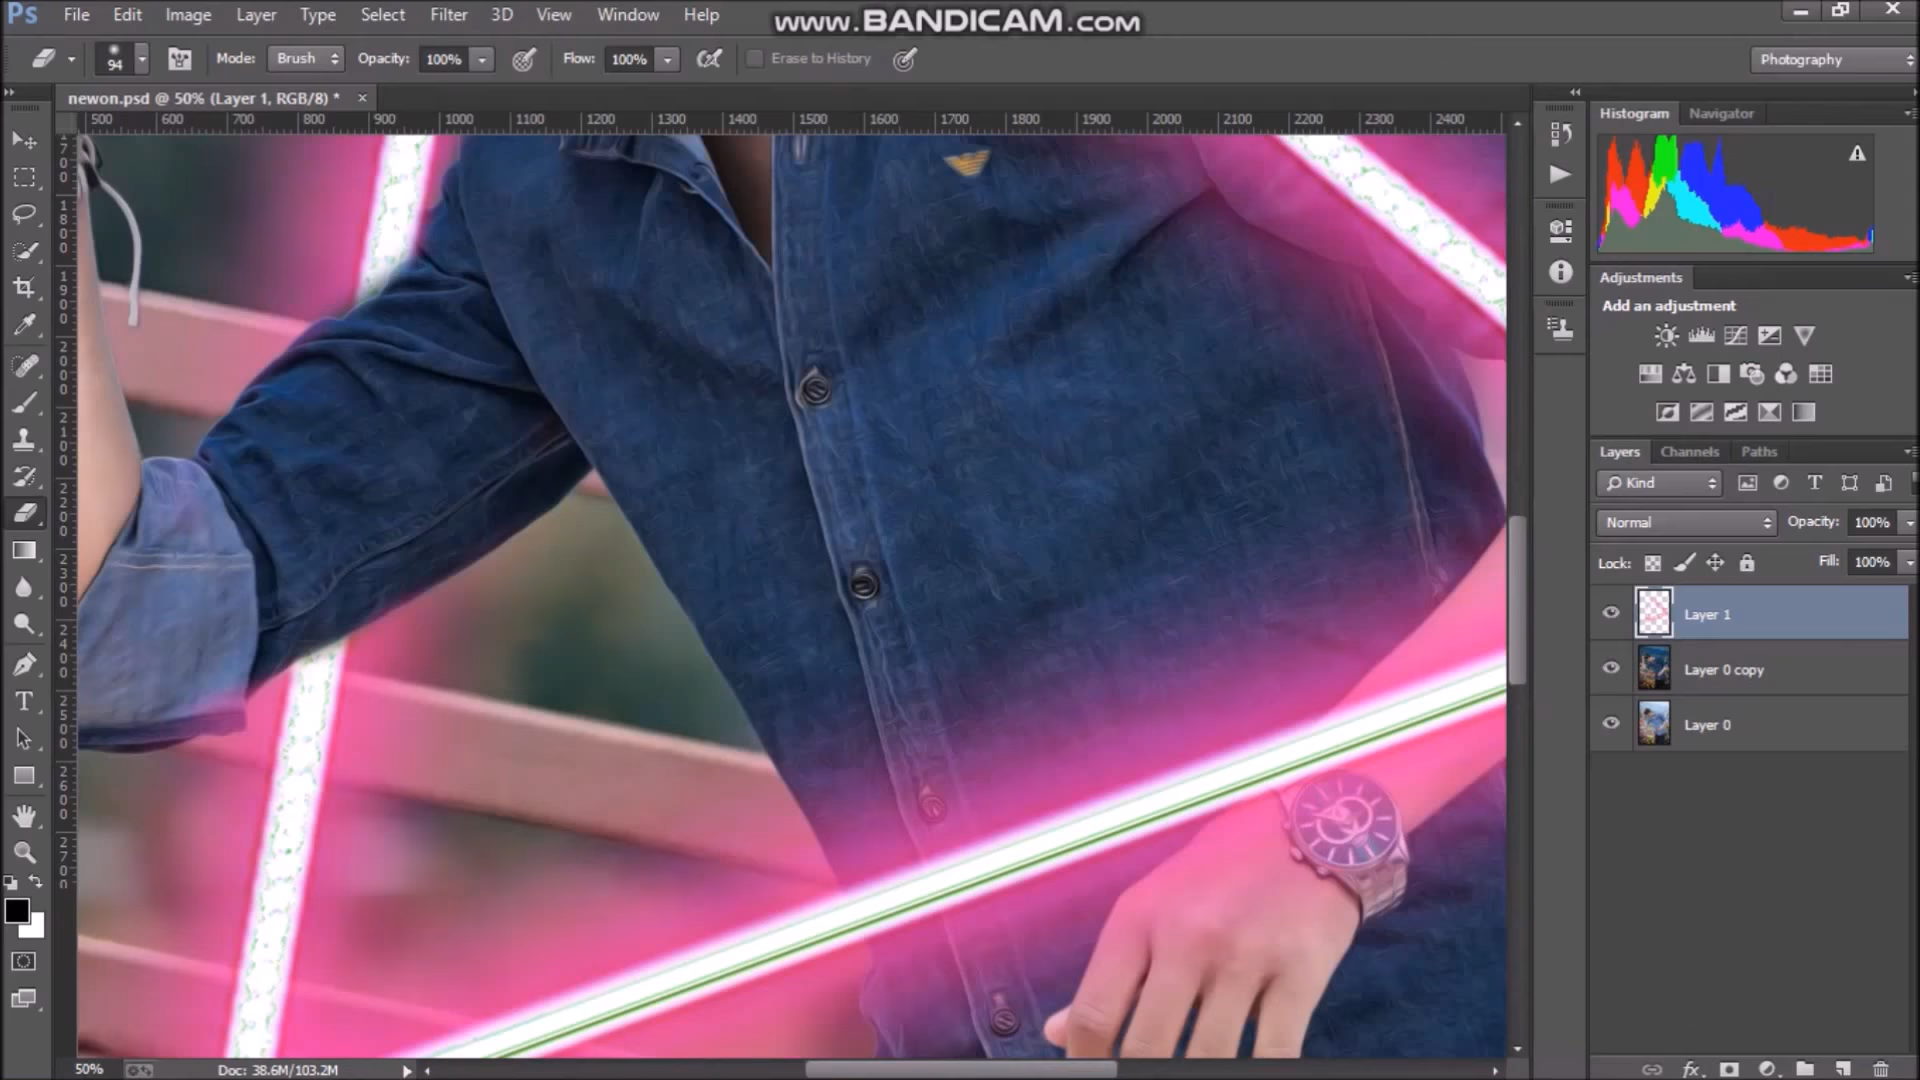 Ps File Edit Image Layer Type Select Filter 3D View Window Help
www.BANDICAM.com
94 Mode: Brush Opacity: 100% Flow: 100% Erase to History Photography
newon.psd @ 50% (Layer 1, RGB/8) * ×
500 600 700 800 900 1000 1100 1200 1300 1400 1500 1600 1700 1800 1900 2000 2100 2200 2300 2400
Histogram Navigator
Adjustments
Add an adjustment
Layers Channels Paths
Kind
Normal Opacity: 100%
Lock: Fill: 100%
Layer 1
Layer 0 copy
Layer 0
50% Doc: 38.6M/103.2M